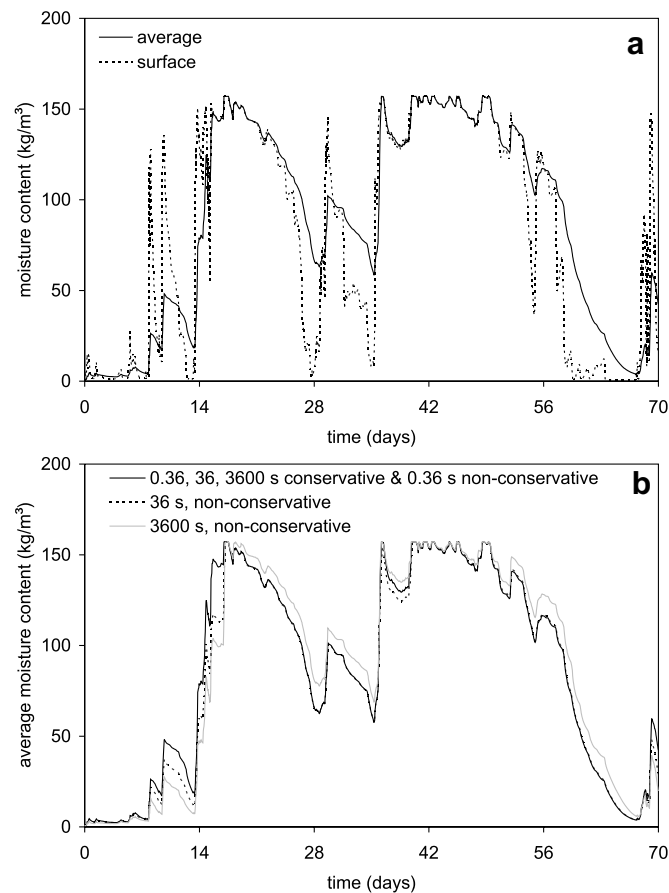 200
150
100
50
0
moisture content (kg/m³)
average
surface
a
0 14 28 42 56 70
time (days)
200
150
100
50
0
average moisture content (kg/m³)
0.36, 36, 3600 s conservative & 0.36 s non-conservative
36 s, non-conservative
3600 s, non-conservative
b
0 14 28 42 56 70
time (days)